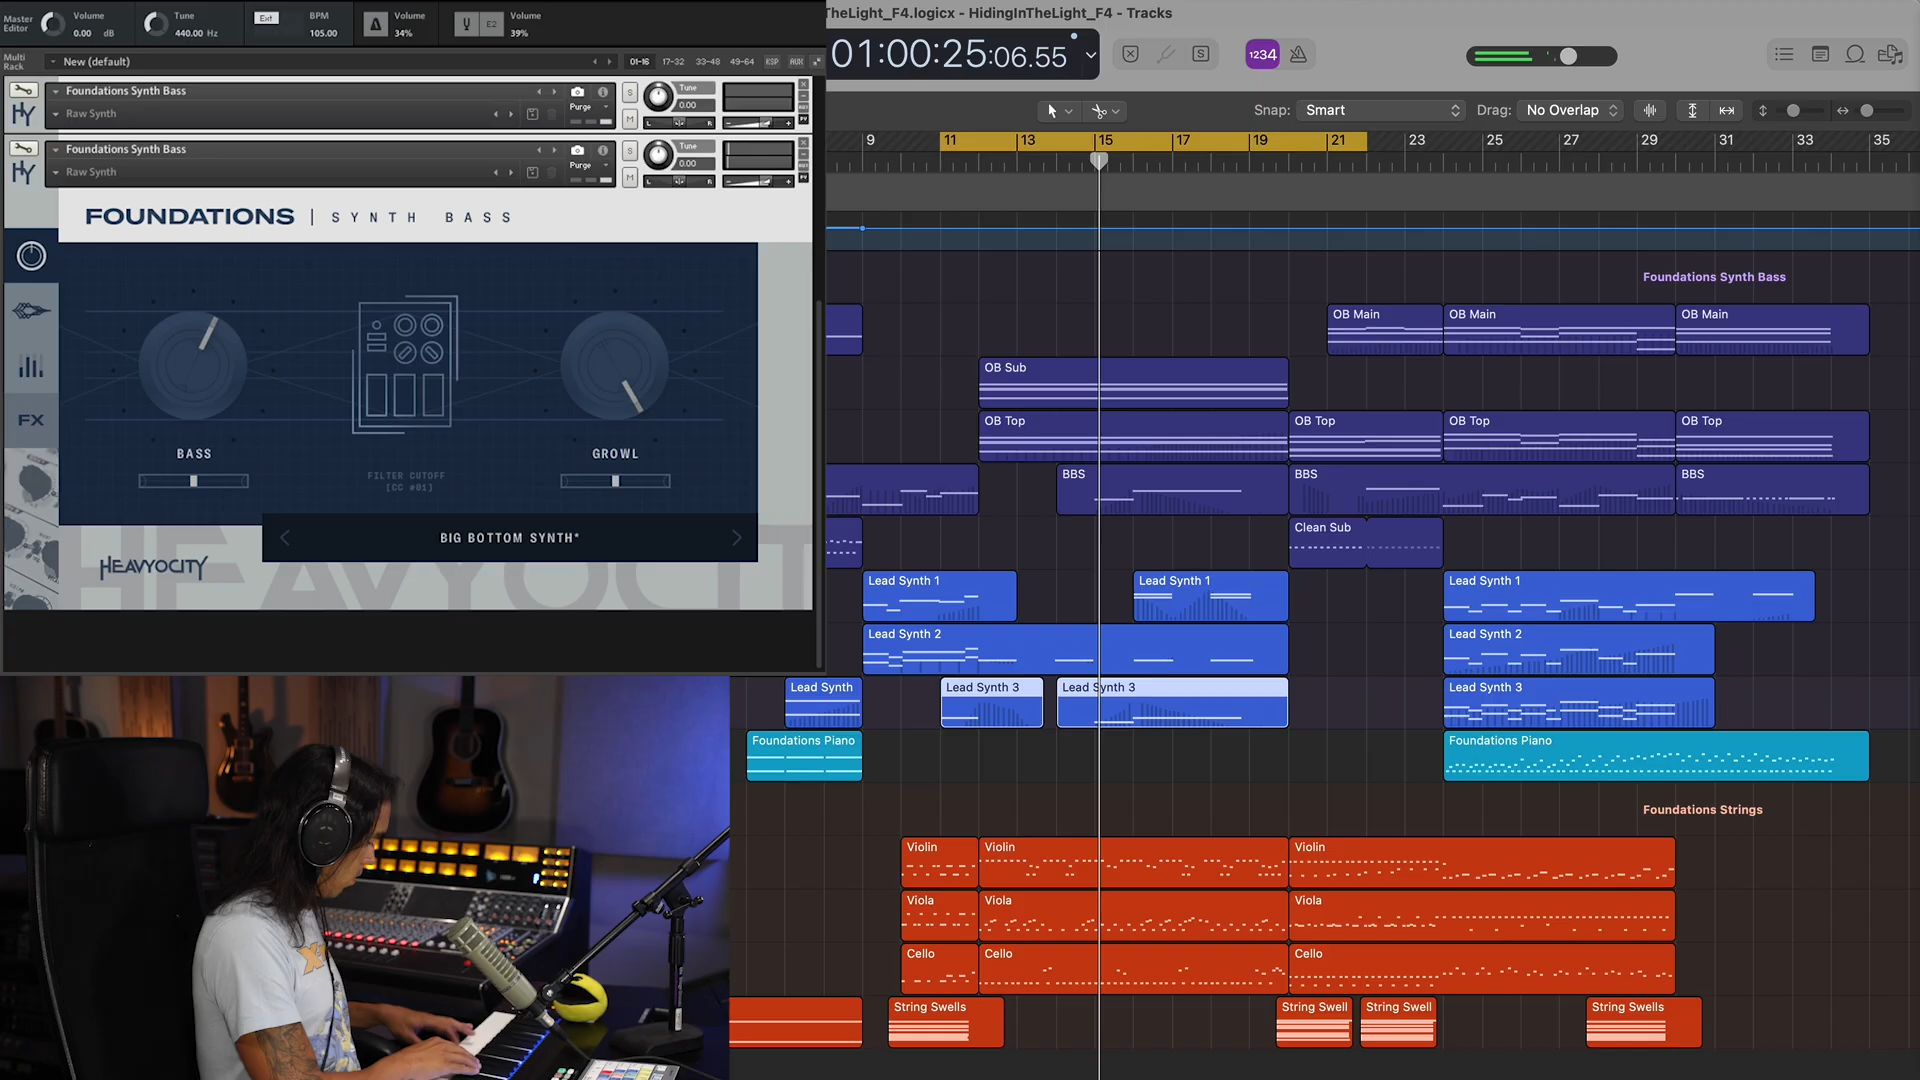 Master Editor
Volume
0.00 dB
Tune
440.00 Hz
Ext
BPM
105.00
Volume
34%
E2
Volume
39%
Multi Rack
New (default)
01-16
17-32
33-48
49-64
KSP
AUX
Foundations Synth Bass
Raw Synth
Purge
S
M
Tune
0.00
L
R
Foundations Synth Bass
Raw Synth
Purge
S
M
Tune
0.00
L
R
FOUNDATIONS | SYNTH BASS
FX
BASS
GROWL
FILTER CUTOFF
[CC #01]
BIG BOTTOM SYNTH*
HEAVYOCITY
HEAVYOCIT
TheLight_F4.logicx - HidingInTheLight_F4 - Tracks
01:00:25:06.55
S
1234
Snap: Smart
Drag: No Overlap
9 11 13 15 17 19 21 23 25 27 29 31 33 35
Foundations Synth Bass
OB Main
OB Main
OB Main
OB Sub
OB Top
OB Top
OB Top
OB Top
BBS
BBS
BBS
Clean Sub
Lead Synth 1
Lead Synth 1
Lead Synth 1
Lead Synth 2
Lead Synth 2
Lead Synth
Lead Synth 3
Lead Synth 3
Lead Synth 3
Foundations Piano
Foundations Piano
Foundations Strings
Violin
Violin
Violin
Viola
Viola
Viola
Cello
Cello
Cello
String Swells
String Swell
String Swell
String Swells